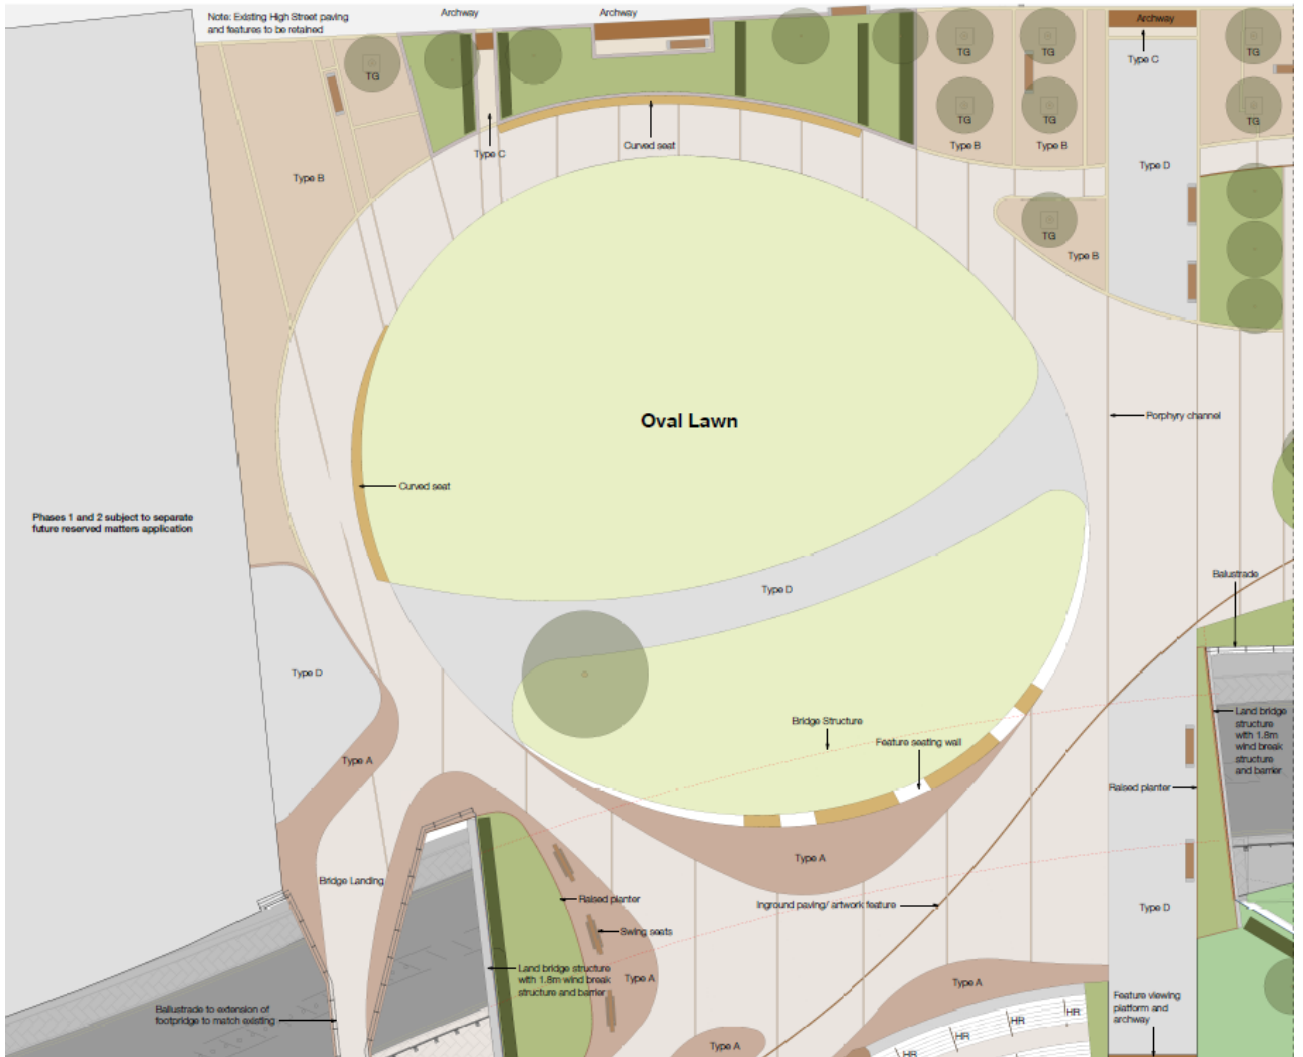 Note: Existing High Street paving
and features to be retained
Archway
Archway
Archway
TG
TG
TG
TG
Type C
TG
TG
TG
Type C
Curved seat
Type B
Type B
Type D
Type B
TG
Type B
Porphyry channel
Oval Lawn
Curved seat
Phases 1 and 2 subject to separate
future reserved matters application
Balustrade
Type D
Type D
Bridge Structure
Feature seating wall
Land bridge
structure
with 1.8m
wind break
structure
and barrier
Type A
Raised planter
Type A
Bridge Landing
Raised planter
Inground paving/ artwork feature
Type D
Swing seats
Land bridge structure
with 1.8m wind break
structure and barrier
Type A
Type A
Ballustrade to extension of
footpridge to match existing
Feature viewing
platform and
archway
HR
HR
HR
HR
Type A